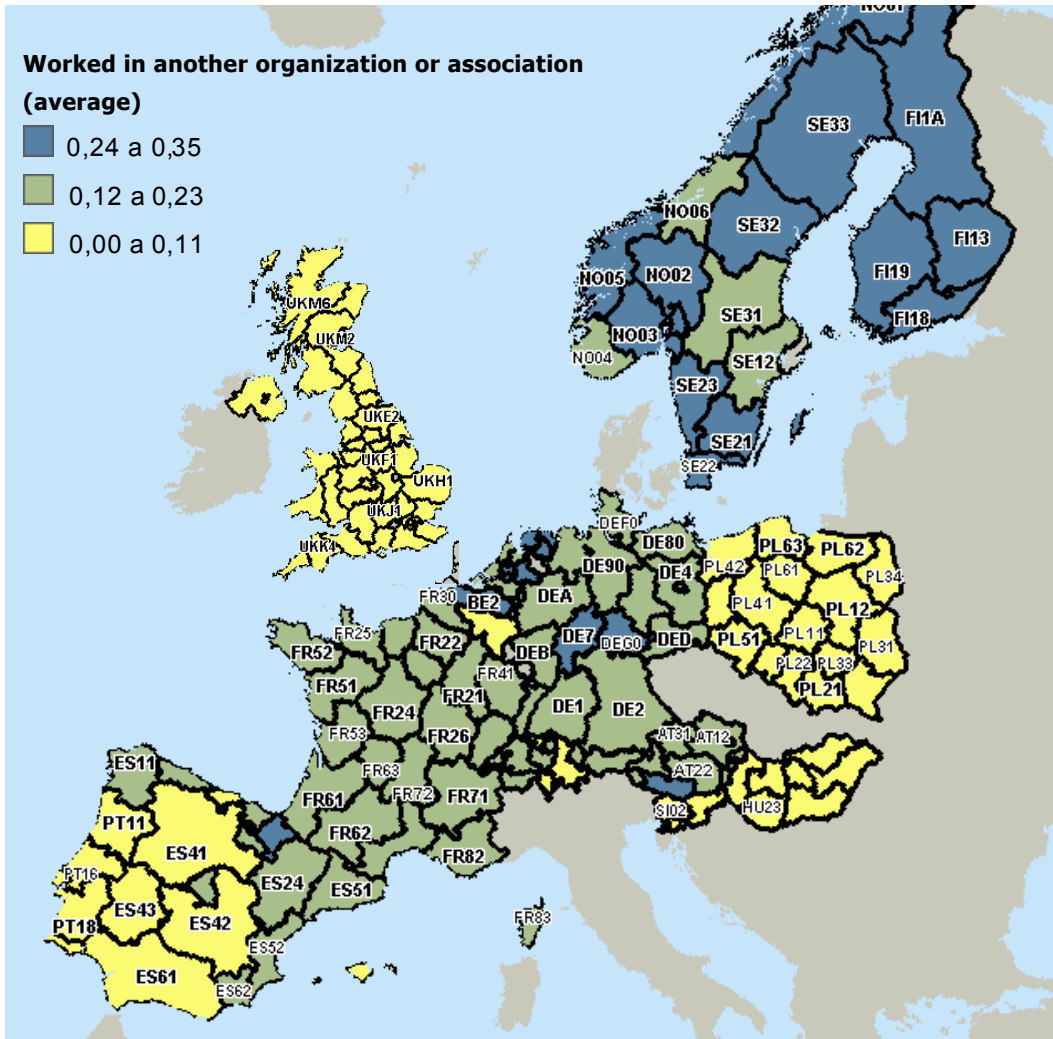 NO01
Worked in another organization or association
(average)
0,24 a 0,35
0,12 a 0,23
0,00 a 0,11
SE33
FI1A
NO06
SE32
FI13
NO05
NO02
FI19
UKM6
SE31
FI18
UKM2
NO03
NO04
SE12
SE23
UKE2
SE21
UKF1
SE22
UKH1
UKJ1
DEF0
UKK4
DE80
PL63
PL62
DE90
PL42
PL61
DE4
PL34
FR30
BE2
DEA
PL41
PL12
FR25
DE7
DEG0
DED
PL51
PL11
FR22
DEB
PL31
FR52
PL22
PL33
FR41
PL21
FR51
FR21
DE1
DE2
FR24
FR53
FR26
AT31
AT12
ES11
FR63
AT22
FR61
FR72
FR71
SI02
HU23
PT11
FR62
ES41
FR82
PT16
ES24
ES51
ES43
FR83
PT18
ES42
ES52
ES61
ES62